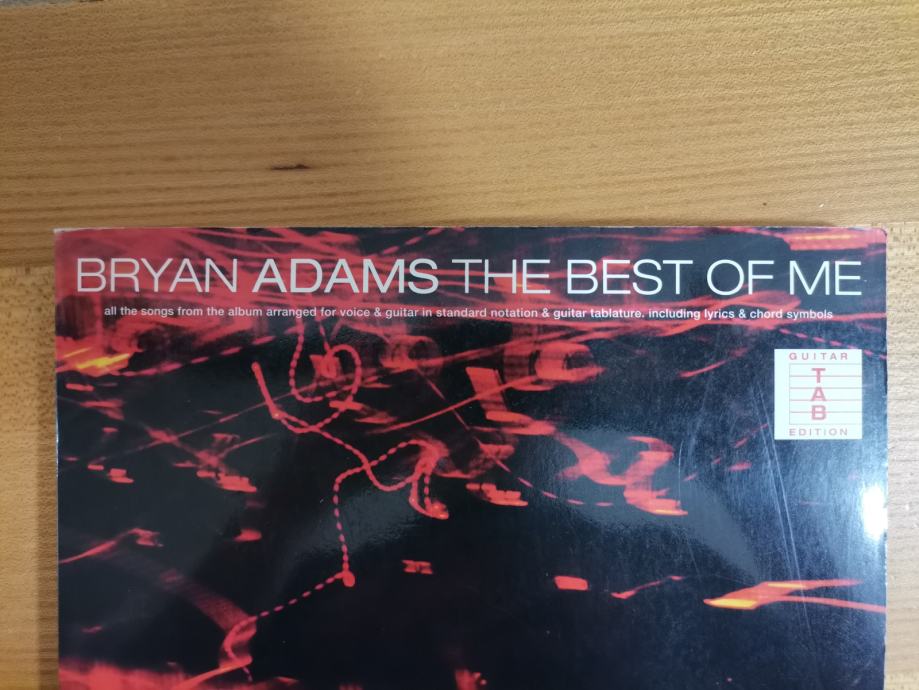 BRYAN ADAMS THE BEST OF ME
all the songs from the album arranged for voice & guitar in standard notation & guitar tablature. including lyrics & chord symbols
GUITAR
T
A
B
EDITION